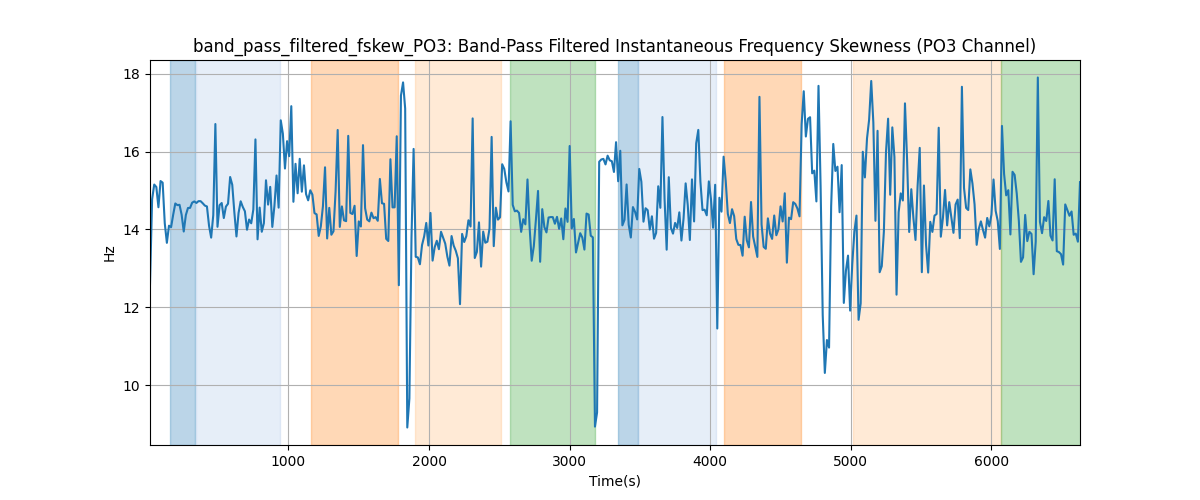 band_pass_filtered_fskew_PO3: Band-Pass Filtered Instantaneous Frequency Skewness (PO3 Channel)
18
16
14
12
10
Hz
1000 2000 3000 4000 5000 6000
Time(s)